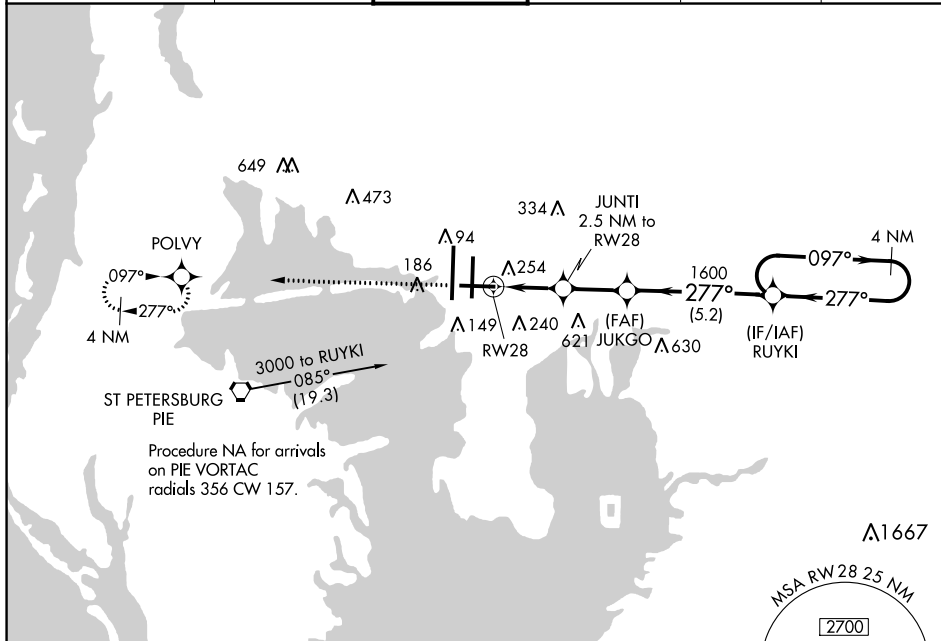 649
473
334
JUNTI
2.5 NM to
RW28
4 NM
POLVY
94
097°
097°
186
254
1600
277°
277°
277°
(5.2)
4 NM
149
240
RW28
621
(FAF)
JUKGO
630
(IF/IAF)
RUYKI
3000 to RUYKI
085°
(19.3)
ST PETERSBURG
PIE
Procedure NA for arrivals
on PIE VORTAC
radials 356 CW 157.
1667
MSA RW28 25 NM
2700